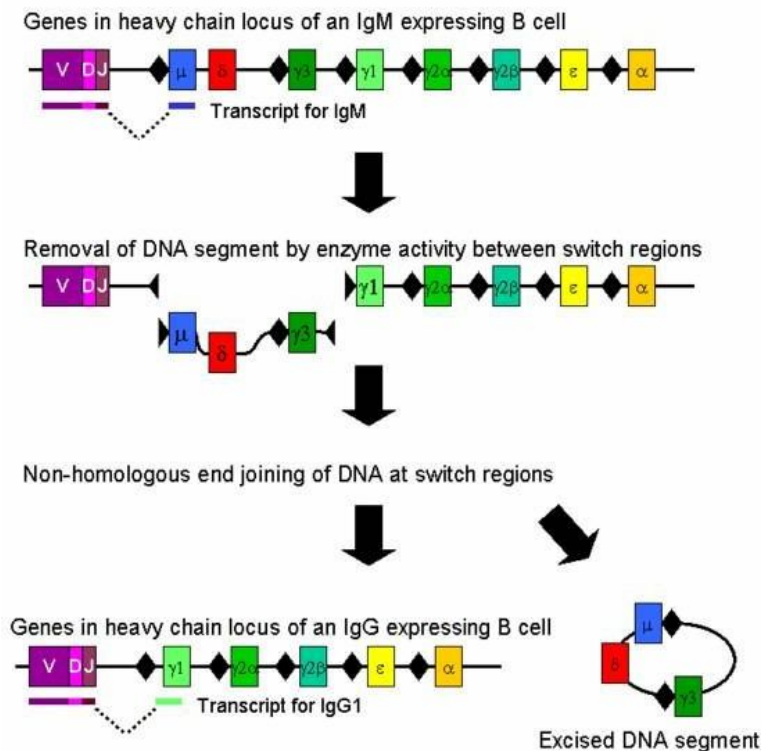 Genes in heavy chain locus of an IgM expressing B cell
V D J μ δ γ3 γ1 γ2α γ2β ε α
Transcript for IgM
Removal of DNA segment by enzyme activity between switch regions
V D J γ1 γ2α γ2β ε α
μ δ γ3
Non-homologous end joining of DNA at switch regions
Genes in heavy chain locus of an IgG expressing B cell
V D J γ1 γ2α γ2β ε α
Transcript for IgG1
μ
δ
γ3
Excised DNA segment